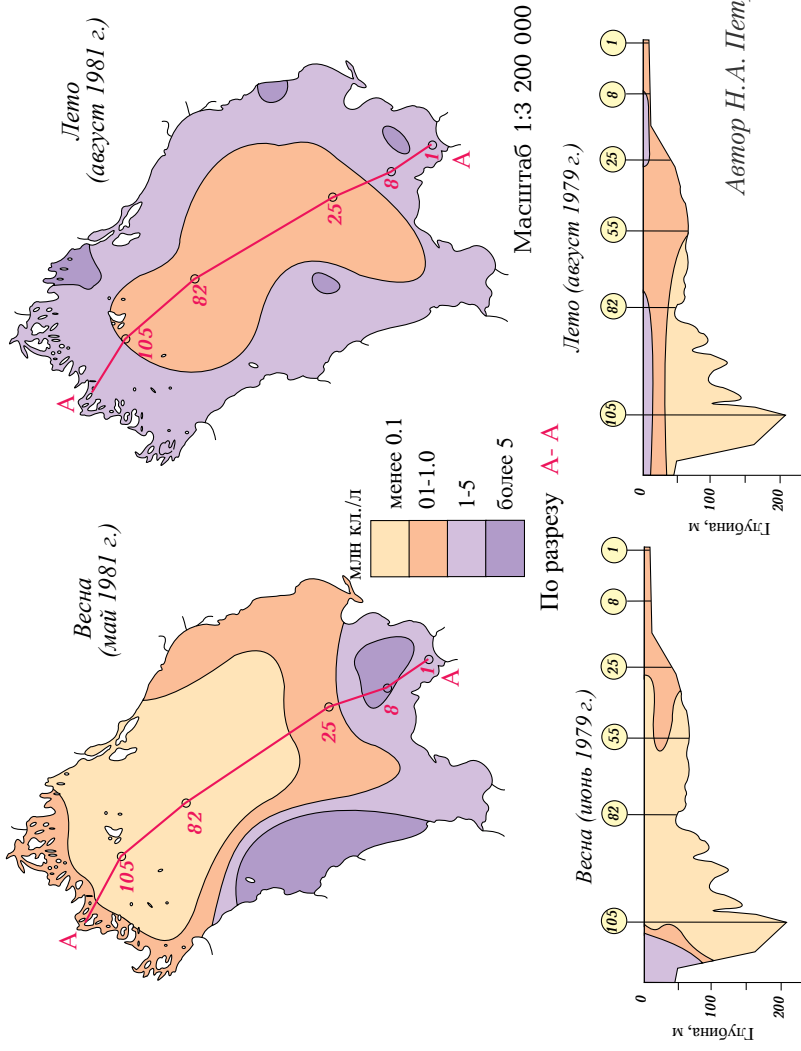 Весна
(май 1981 г.)
А
105
82
25
8
1
А
Лето
(август 1981 г.)
А
105
82
25
8
1
А
Масштаб 1:3 200 000
млн кл./л
менее 0.1
01-1.0
1-5
более 5
По разрезу А- А
Весна (июнь 1979 г.)
105
82
55
25
8
1
0
100
200
Глубина, м
Лето (август 1979 г.)
105
82
55
25
8
1
0
100
200
Глубина, м
Автор Н.А.